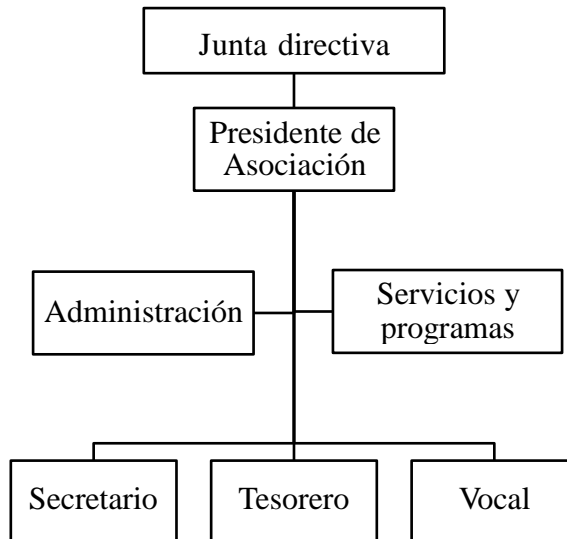 Junta directiva
Presidente de
Asociación
Administración
Servicios y
programas
Secretario
Tesorero
Vocal